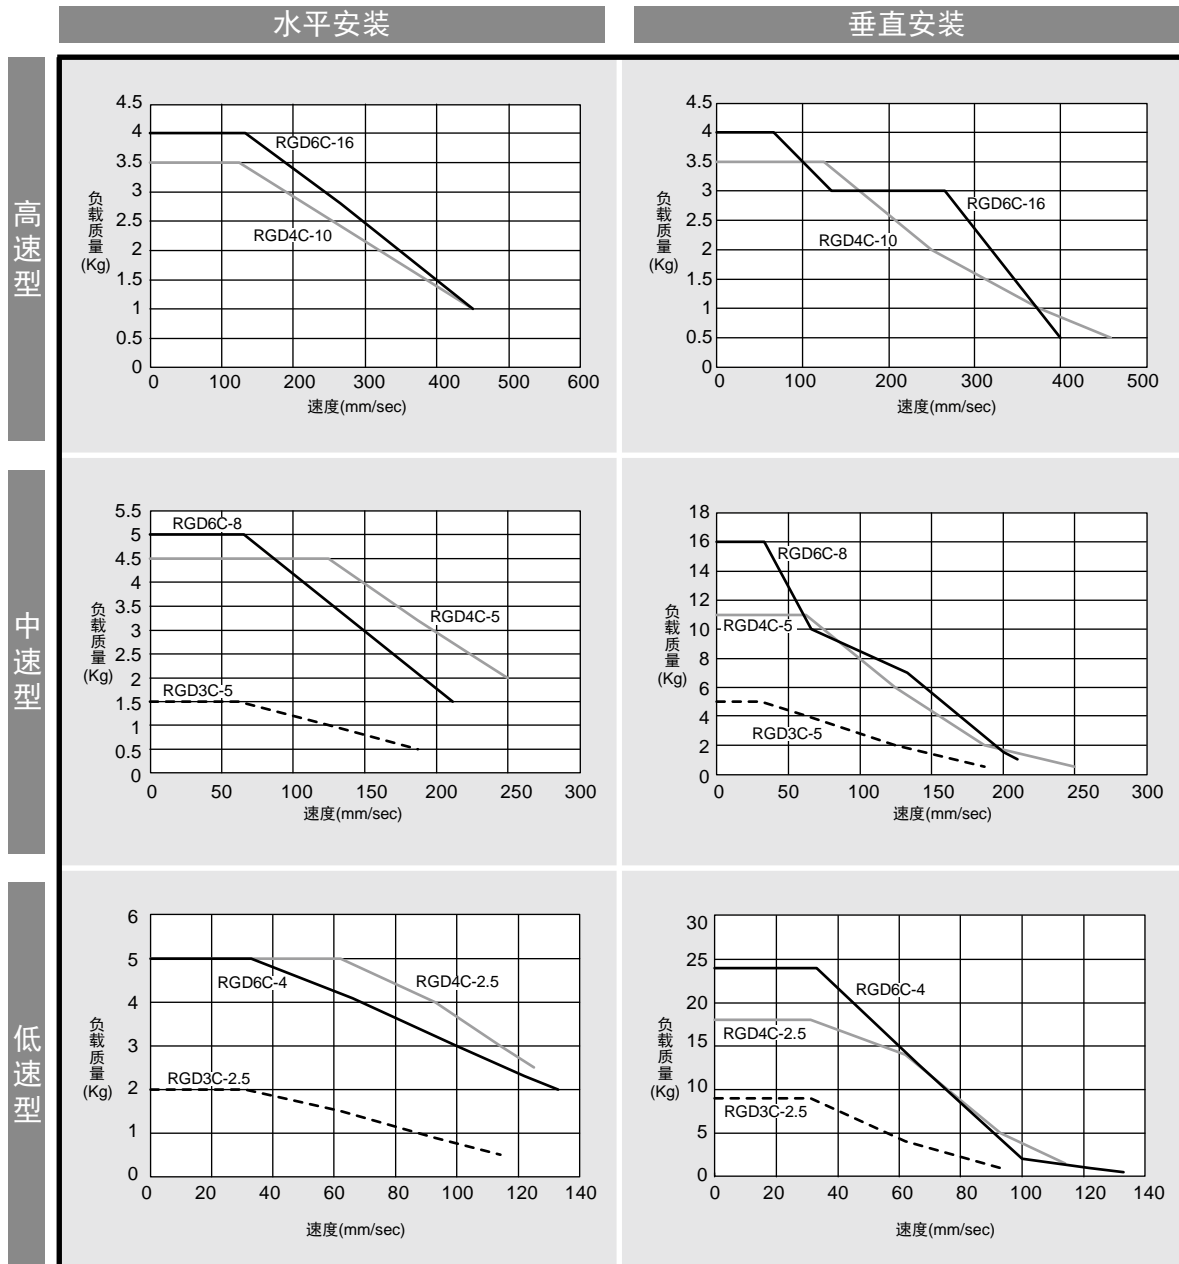 水平安装
垂直安装
高速型
4.5
4
3.5
3
2.5
2
1.5
1
0.5
0
负载质量
(Kg)
RGD6C-16
RGD4C-10
0 100 200 300 400 500 600
速度(mm/sec)
4.5
4
3.5
3
2.5
2
1.5
1
0.5
0
负载质量
(Kg)
RGD6C-16
RGD4C-10
0 100 200 300 400 500
速度(mm/sec)
中速型
5.5
5
4.5
4
3.5
3
2.5
2
1.5
1
0.5
0
负载质量
(Kg)
RGD6C-8
RGD4C-5
RGD3C-5
0 50 100 150 200 250 300
速度(mm/sec)
18
16
14
12
11
10
8
6
4
2
0
负载质量
(Kg)
RGD6C-8
RGD4C-5
RGD3C-5
0 50 100 150 200 250 300
速度(mm/sec)
低速型
6
5
4
3
2
1
0
负载质量
(Kg)
RGD6C-4
RGD4C-2.5
RGD3C-2.5
0 20 40 60 80 100 120 140
速度(mm/sec)
30
25
20
15
10
5
0
负载质量
(Kg)
RGD6C-4
RGD4C-2.5
RGD3C-2.5
0 20 40 60 80 100 120 140
速度(mm/sec)